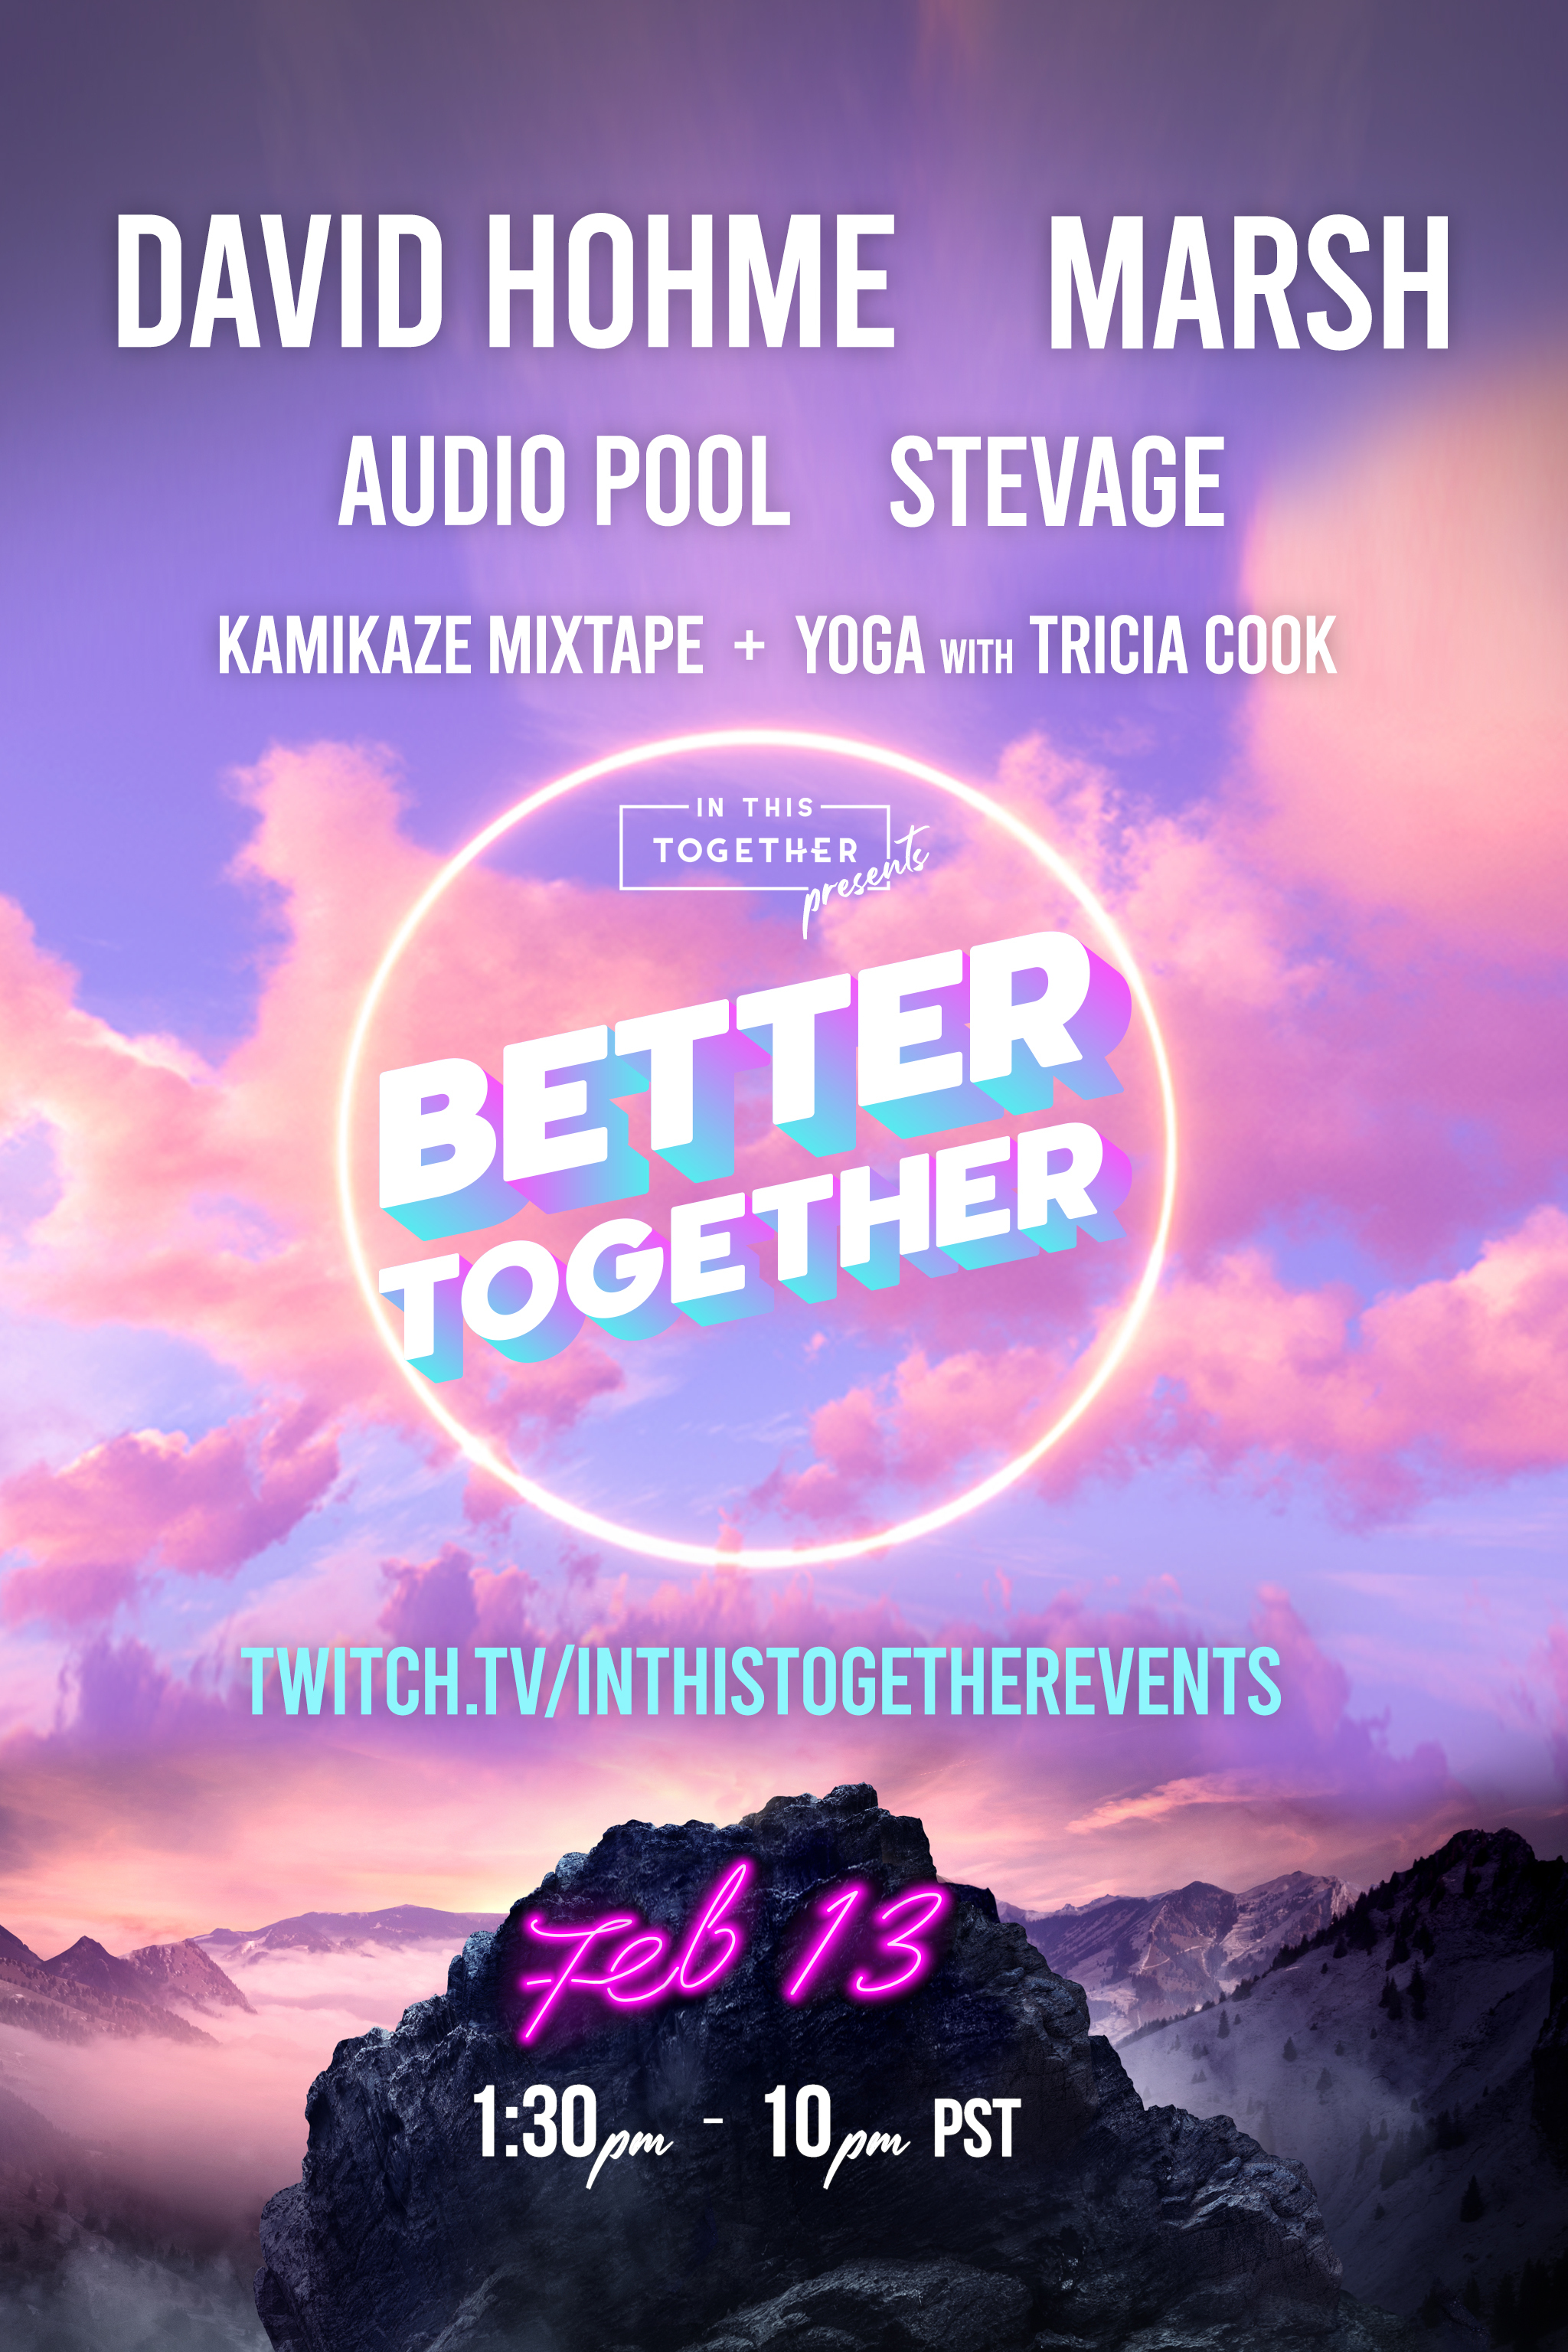 DAVID HOHME MARSH
AUDIO POOL STEVAGE
KAMIKAZE MIXTAPE + YOGA WITH TRICIA COOK
IN THIS
TOGETHER
presents
BETTER
TOGETHER
TWITCH.TV/INTHISTOGETHEREVENTS
Feb 13
1:30pm - 10pm PST